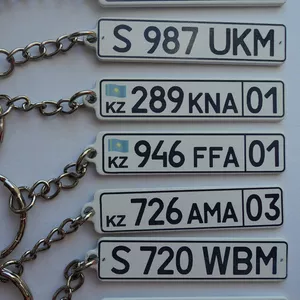 S 987 UKM
KZ 289 KNA 01
KZ 946 FFA 01
KZ 726 AMA 03
S 720 WBM